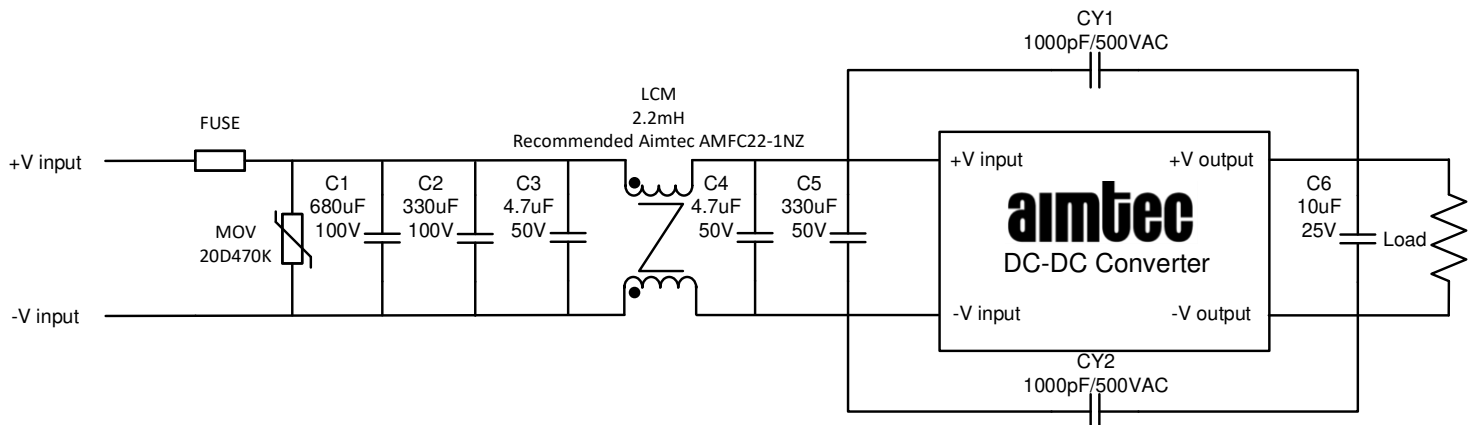 CY1
1000pF/500VAC
LCM
2.2mH
Recommended Aimtec AMFC22-1NZ
FUSE
+V input
MOV
20D470K
C1
680uF
100V
C2
330uF
100V
C3
4.7uF
50V
C4
4.7uF
50V
C5
330uF
50V
+V input
+V output
aimtec
DC-DC Converter
C6
10uF
25V
Load
-V input
-V input
-V output
CY2
1000pF/500VAC